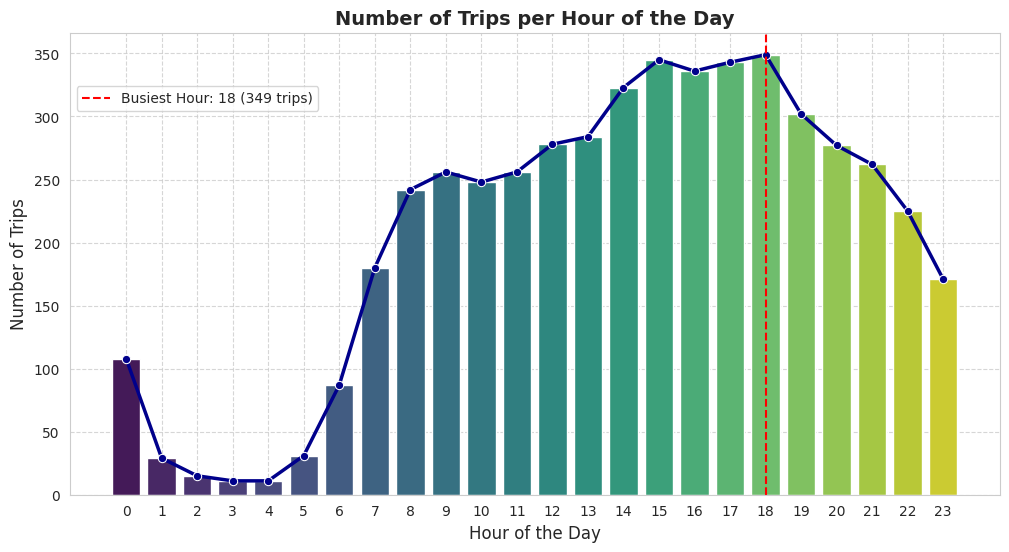 Number of Trips per Hour of the Day
350
300
250
200
150
100
50
0
Number of Trips
Busiest Hour: 18 (349 trips)
0 1 2 3 4 5 6 7 8 9 10 11 12 13 14 15 16 17 18 19 20 21 22 23
Hour of the Day